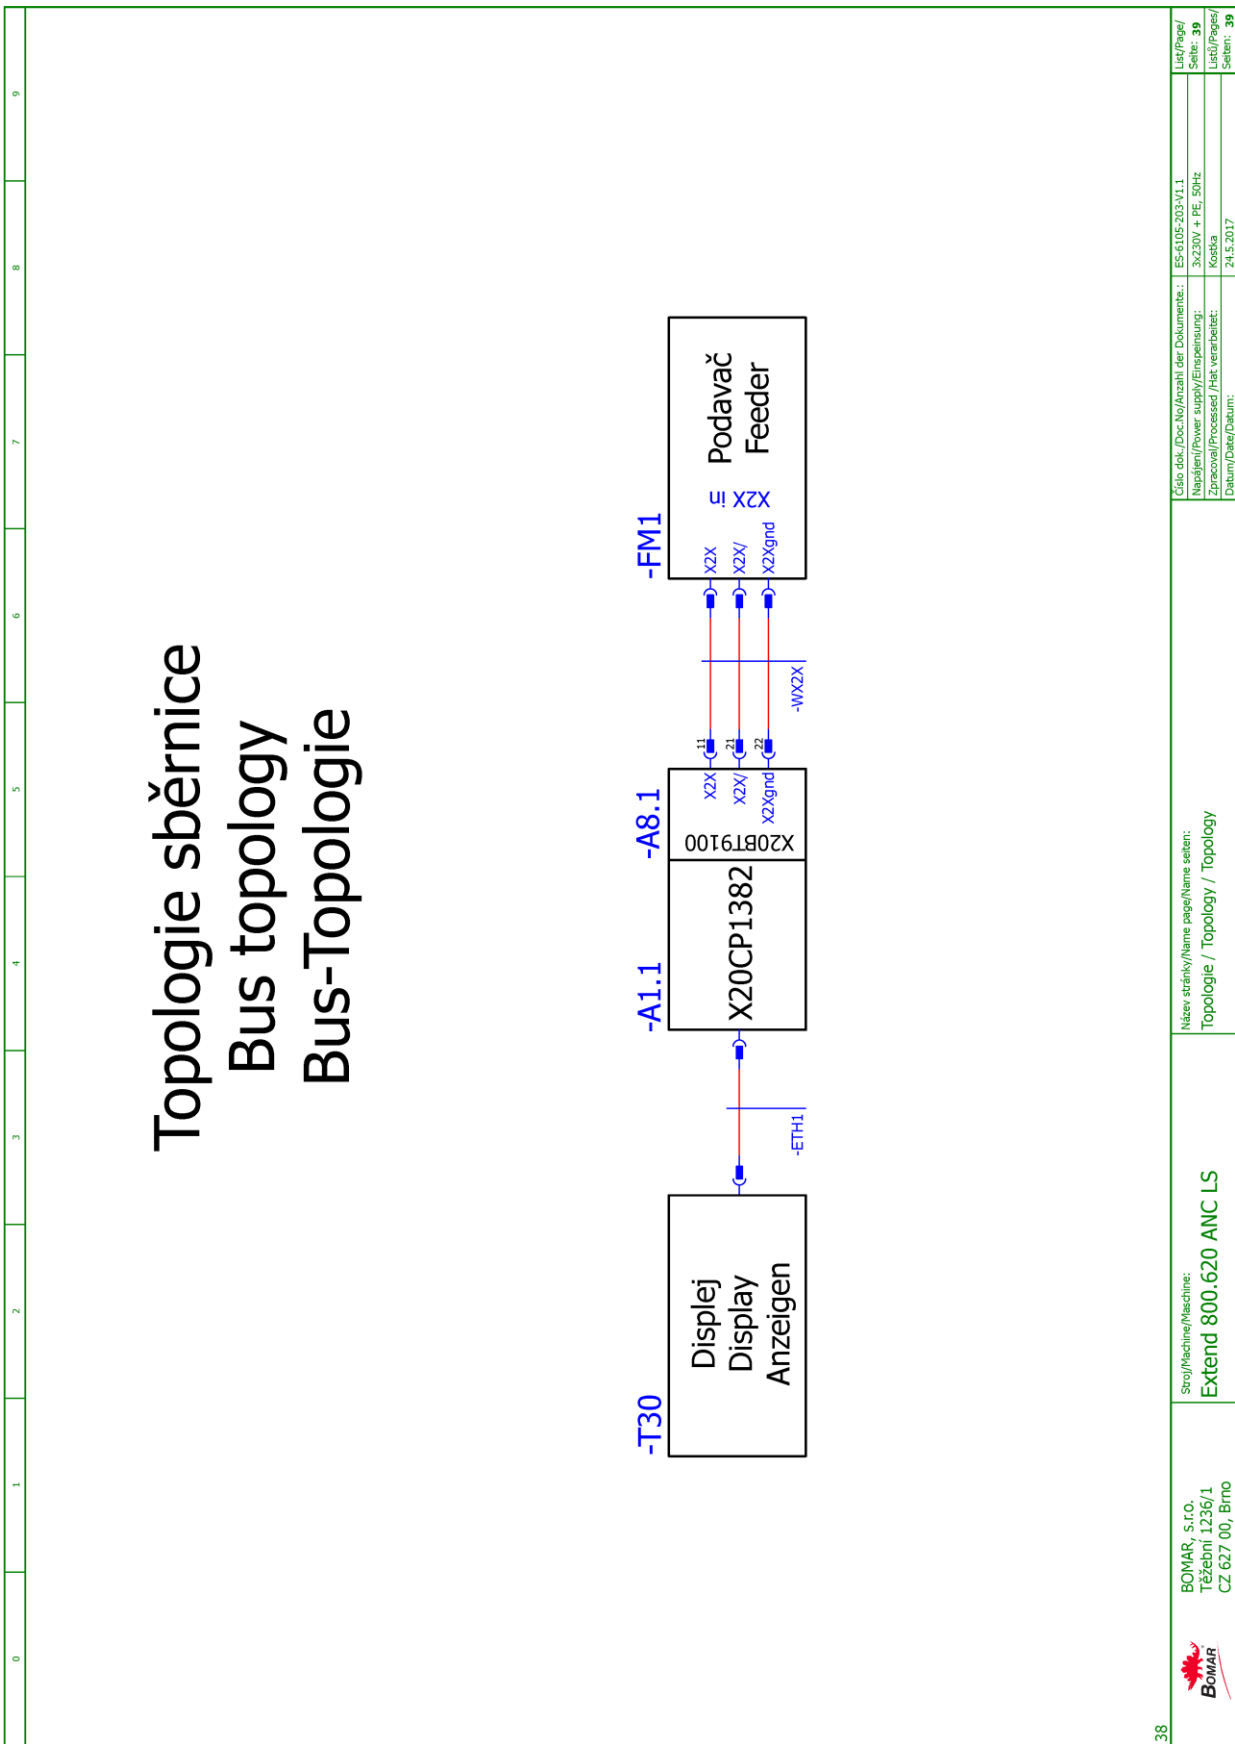 0 1 2 3 4 5 6 7 8 9
Topologie sběrnice
Bus topology
Bus-Topologie
-T30
Displej
Display
Anzeigen
-ETH1
-A1.1
X20CP1382
-A8.1
X20BT9100
X2X 11
X2X/ 21
X2Xgnd 22
-WX2X
-FM1
X2X
X2X/
X2Xgnd
X2X in
Podavač
Feeder
38
BOMAR
BOMAR, s.r.o.
Těžební 1236/1
CZ 627 00, Brno
Stroj/Machine/Maschine:
Extend 800.620 ANC LS
Název stránky/Name page/Name seiten:
Topologie / Topology / Topology
Číslo dok./Doc.No/Anzahl der Dokumente.: ES-6105-203-V1.1
Napájení/Power supply/Einspeinsung: 3x230V + PE, 50Hz
Zpracoval/Processed /Hat verarbeitet: Kostka
Datum/Date/Datum: 24.5.2017
List/Page/
Seite: 39
Listů/Pages/
Seiten: 39